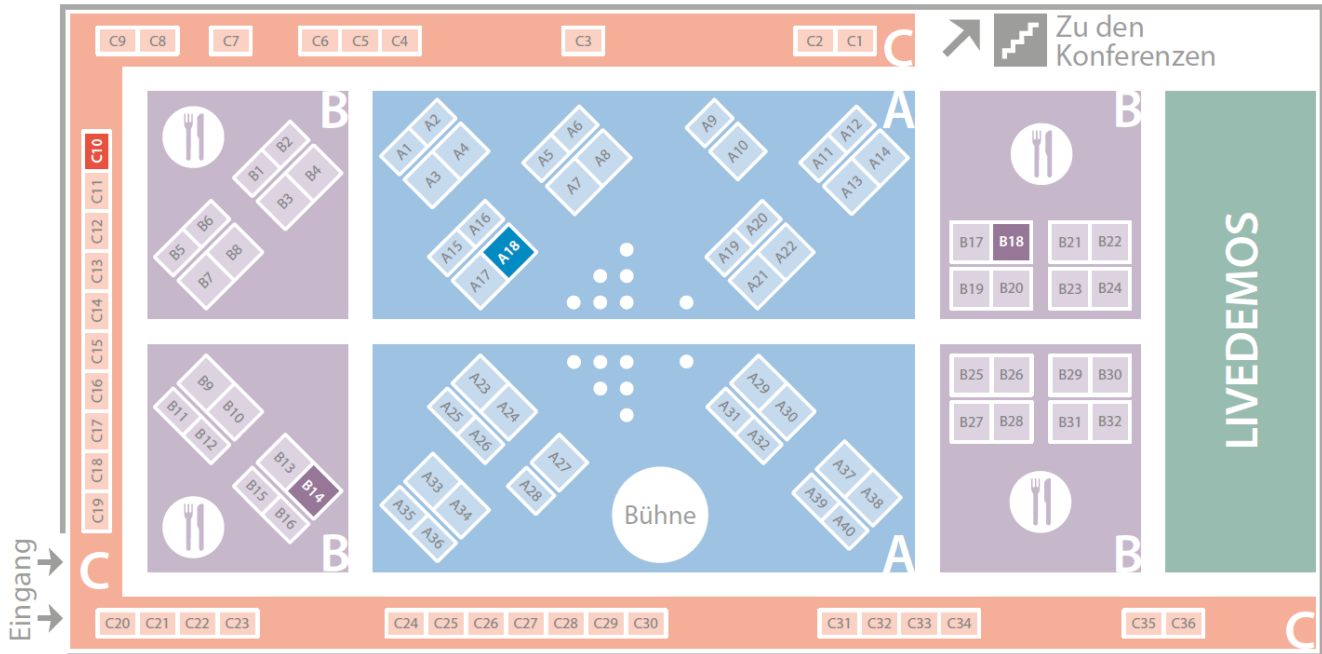 C9 C8 C7 C6 C5 C4 C3 C2 C1 C
Zu den
Konferenzen
B A B
C10
C11
C12
C13
C14
C15
C16
C17
C18
C19
B1 B2
B3 B4
B5 B6
B7 B8
A1 A2
A3 A4
A5 A6
A7 A8
A9
A10
A11 A12
A13 A14
A15 A16
A17 A18
A19 A20
A21 A22
B17 B18 B21 B22
B19 B20 B23 B24
LIVEDEMOS
B9 B10
B11 B12
B13 B14
B15 B16
A23 A24
A25 A26
A27
A28
A29 A30
A31 A32
A33 A34
A35 A36
A37 A38
A39 A40
Bühne
B25 B26 B29 B30
B27 B28 B31 B32
C B A B
Eingang
C20 C21 C22 C23 C24 C25 C26 C27 C28 C29 C30 C31 C32 C33 C34 C35 C36 C